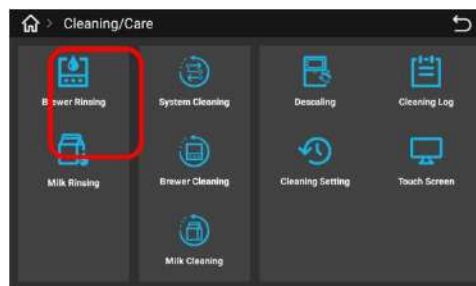 Cleaning/Care
Brewer Rinsing
System Cleaning
Descaling
Cleaning Log
Milk Rinsing
Brewer Cleaning
Cleaning Setting
Touch Screen
Milk Cleaning